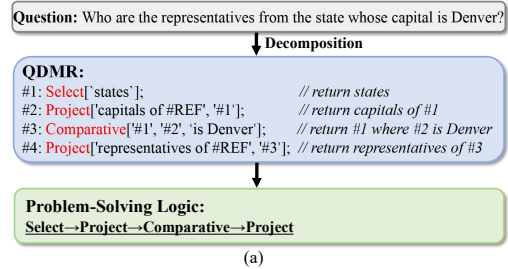 Question: Who are the representatives from the state whose capital is Denver?
Decomposition
QDMR:
#1: Select[`states`]; // return states
#2: Project['capitals of #REF', '#1']; // return capitals of #1
#3: Comparative['#1', '#2', 'is Denver']; // return #1 where #2 is Denver
#4: Project['representatives of #REF', '#3']; // return representatives of #3
Problem-Solving Logic:
Select→Project→Comparative→Project
(a)